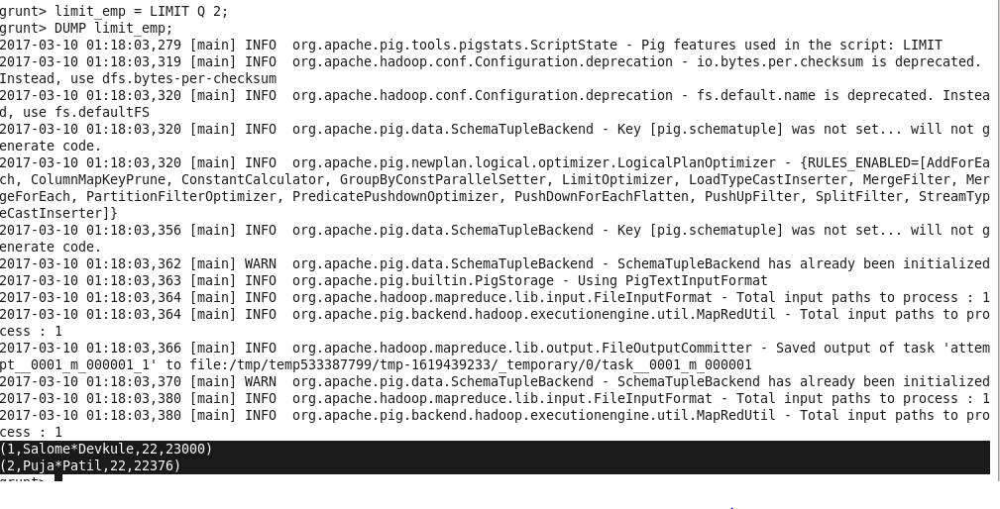 grunt> limit_emp = LIMIT Q 2;
grunt> DUMP limit_emp;
2017-03-10 01:18:03,279 [main] INFO  org.apache.pig.tools.pigstats.ScriptState - Pig features used in the script: LIMIT
2017-03-10 01:18:03,319 [main] INFO  org.apache.hadoop.conf.Configuration.deprecation - io.bytes.per.checksum is deprecated.
Instead, use dfs.bytes-per-checksum
2017-03-10 01:18:03,320 [main] INFO  org.apache.hadoop.conf.Configuration.deprecation - fs.default.name is deprecated. Instea
d, use fs.defaultFS
2017-03-10 01:18:03,320 [main] INFO  org.apache.pig.data.SchemaTupleBackend - Key [pig.schematuple] was not set... will not g
enerate code.
2017-03-10 01:18:03,320 [main] INFO  org.apache.pig.newplan.logical.optimizer.LogicalPlanOptimizer - {RULES_ENABLED=[AddForEa
ch, ColumnMapKeyPrune, ConstantCalculator, GroupByConstParallelSetter, LimitOptimizer, LoadTypeCastInserter, MergeFilter, Mer
geForEach, PartitionFilterOptimizer, PredicatePushdownOptimizer, PushDownForEachFlatten, PushUpFilter, SplitFilter, StreamTyp
eCastInserter]}
2017-03-10 01:18:03,356 [main] INFO  org.apache.pig.data.SchemaTupleBackend - Key [pig.schematuple] was not set... will not g
enerate code.
2017-03-10 01:18:03,362 [main] WARN  org.apache.pig.data.SchemaTupleBackend - SchemaTupleBackend has already been initialized
2017-03-10 01:18:03,363 [main] INFO  org.apache.pig.builtin.PigStorage - Using PigTextInputFormat
2017-03-10 01:18:03,364 [main] INFO  org.apache.hadoop.mapreduce.lib.input.FileInputFormat - Total input paths to process : 1
2017-03-10 01:18:03,364 [main] INFO  org.apache.pig.backend.hadoop.executionengine.util.MapRedUtil - Total input paths to pro
cess : 1
2017-03-10 01:18:03,366 [main] INFO  org.apache.hadoop.mapreduce.lib.output.FileOutputCommitter - Saved output of task 'attem
pt__0001_m_000001_1' to file:/tmp/temp533387799/tmp-1619439233/_temporary/0/task__0001_m_000001
2017-03-10 01:18:03,370 [main] WARN  org.apache.pig.data.SchemaTupleBackend - SchemaTupleBackend has already been initialized
2017-03-10 01:18:03,380 [main] INFO  org.apache.hadoop.mapreduce.lib.input.FileInputFormat - Total input paths to process : 1
2017-03-10 01:18:03,380 [main] INFO  org.apache.pig.backend.hadoop.executionengine.util.MapRedUtil - Total input paths to pro
cess : 1
(1,Salome*Devkule,22,23000)
(2,Puja*Patil,22,22376)
grunt>